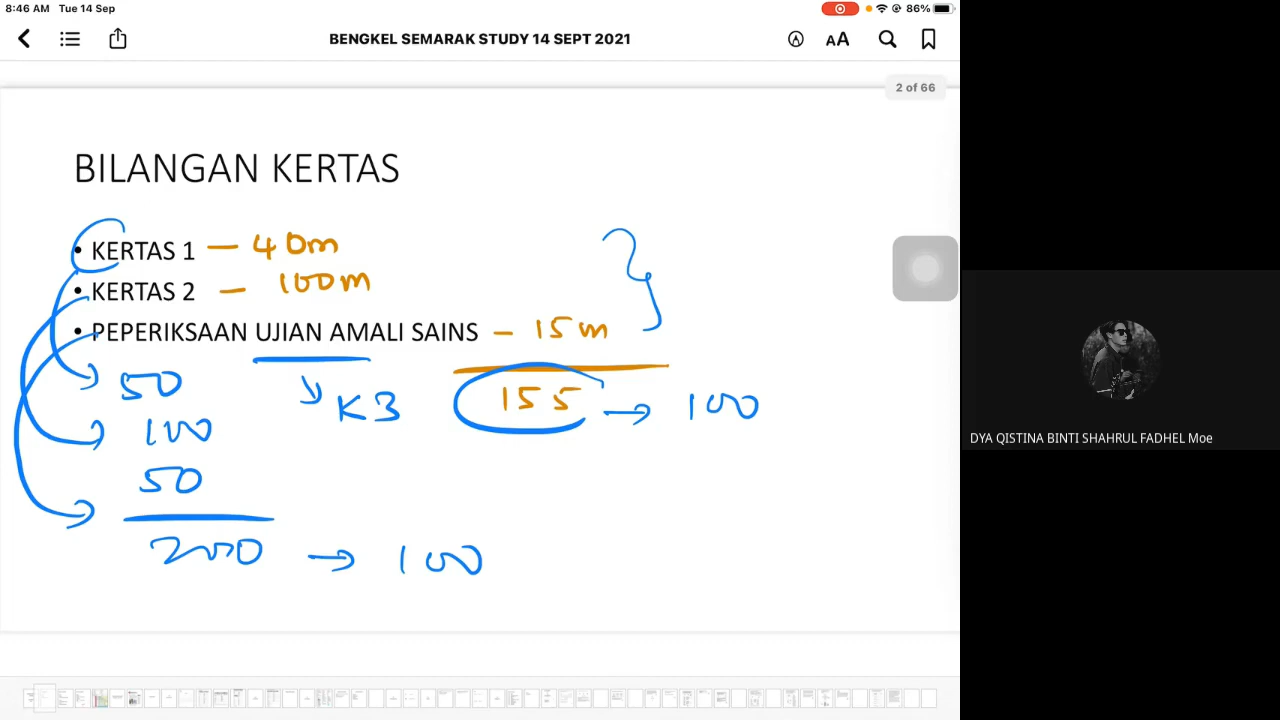 8:46 AM Tue 14 Sep
86%
BENGKEL SEMARAK STUDY 14 SEPT 2021
AA
2 of 66
BILANGAN KERTAS
• KERTAS 1 — 40m
• KERTAS 2 — 100m
• PEPERIKSAAN UJIAN AMALI SAINS — 15m
50
K3
155 → 100
100
50
200 → 100
DYA QISTINA BINTI SHAHRUL FADHEL Moe